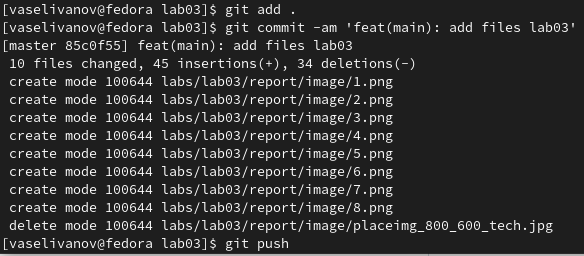 [vaselivanov@fedora lab03]$ git add .
[vaselivanov@fedora lab03]$ git commit -am 'feat(main): add files lab03'
[master 85c0f55] feat(main): add files lab03
 10 files changed, 45 insertions(+), 34 deletions(-)
 create mode 100644 labs/lab03/report/image/1.png
 create mode 100644 labs/lab03/report/image/2.png
 create mode 100644 labs/lab03/report/image/3.png
 create mode 100644 labs/lab03/report/image/4.png
 create mode 100644 labs/lab03/report/image/5.png
 create mode 100644 labs/lab03/report/image/6.png
 create mode 100644 labs/lab03/report/image/7.png
 create mode 100644 labs/lab03/report/image/8.png
 delete mode 100644 labs/lab03/report/image/placeimg_800_600_tech.jpg
[vaselivanov@fedora lab03]$ git push